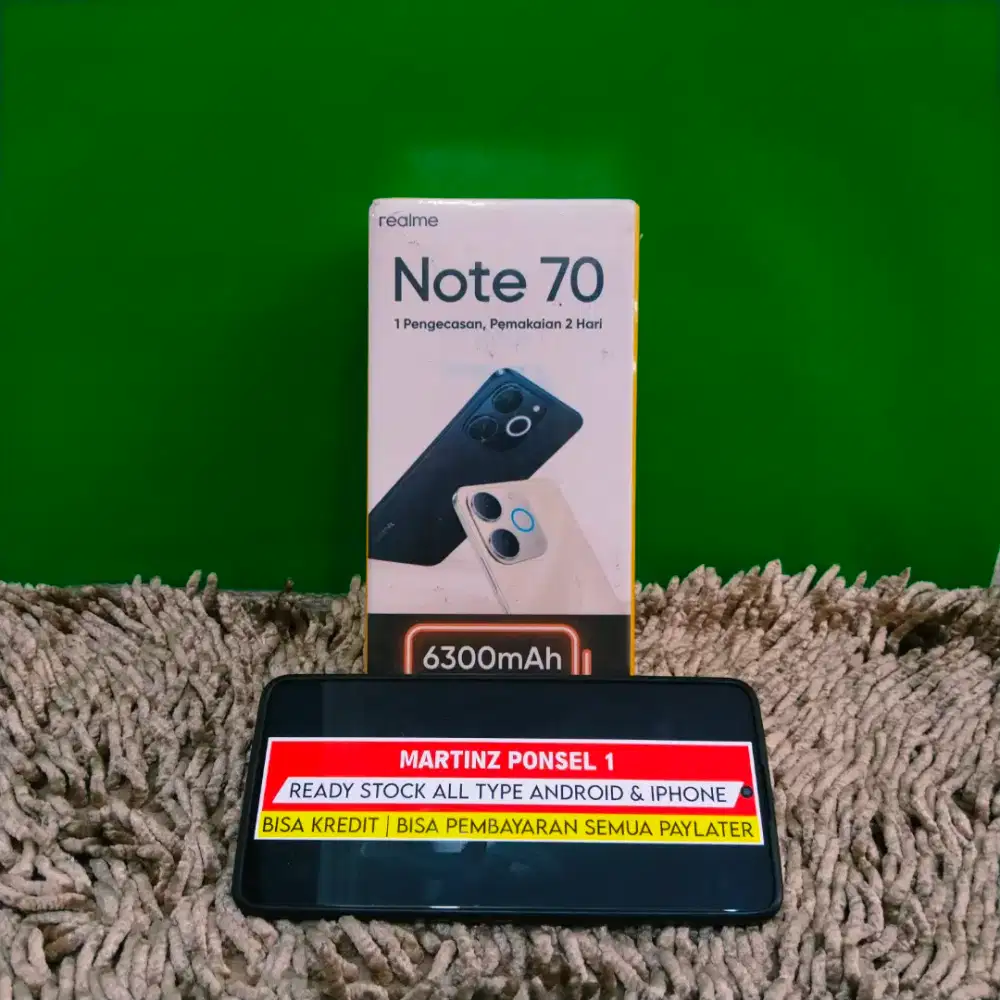 realme
Note 70
1 Pengecasan, Pemakaian 2 Hari
6300mAh
MARTINZ PONSEL 1
READY STOCK ALL TYPE ANDROID & IPHONE
BISA KREDIT | BISA PEMBAYARAN SEMUA PAYLATER